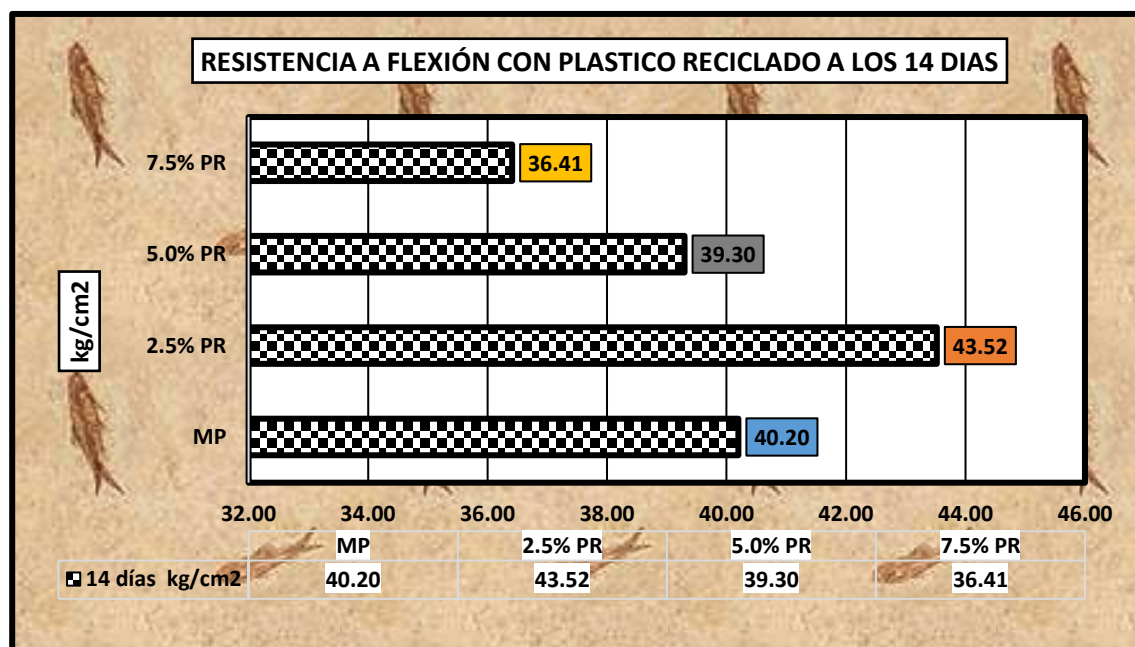 RESISTENCIA A FLEXIÓN CON PLASTICO RECICLADO A LOS 14 DIAS
7.5% PR 36.41
5.0% PR 39.30
kg/cm2
2.5% PR 43.52
MP 40.20
32.00 34.00 36.00 38.00 40.00 42.00 44.00 46.00
MP 2.5% PR 5.0% PR 7.5% PR
14 días kg/cm2 40.20 43.52 39.30 36.41